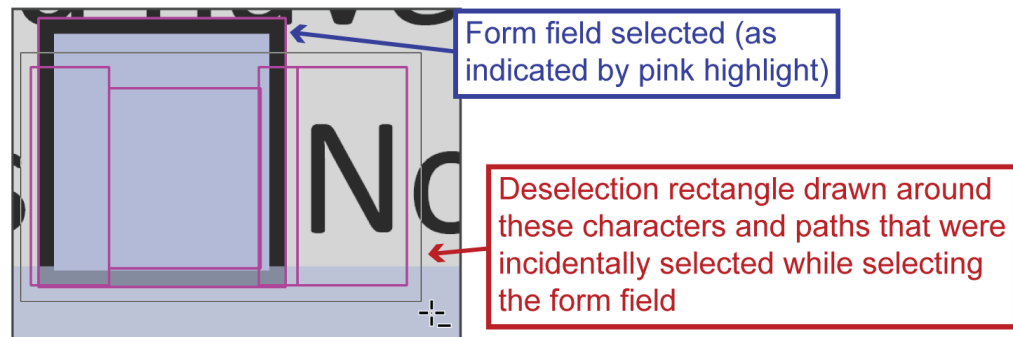 Form field selected (as
indicated by pink highlight)
No
Deselection rectangle drawn around
these characters and paths that were
incidentally selected while selecting
the form field